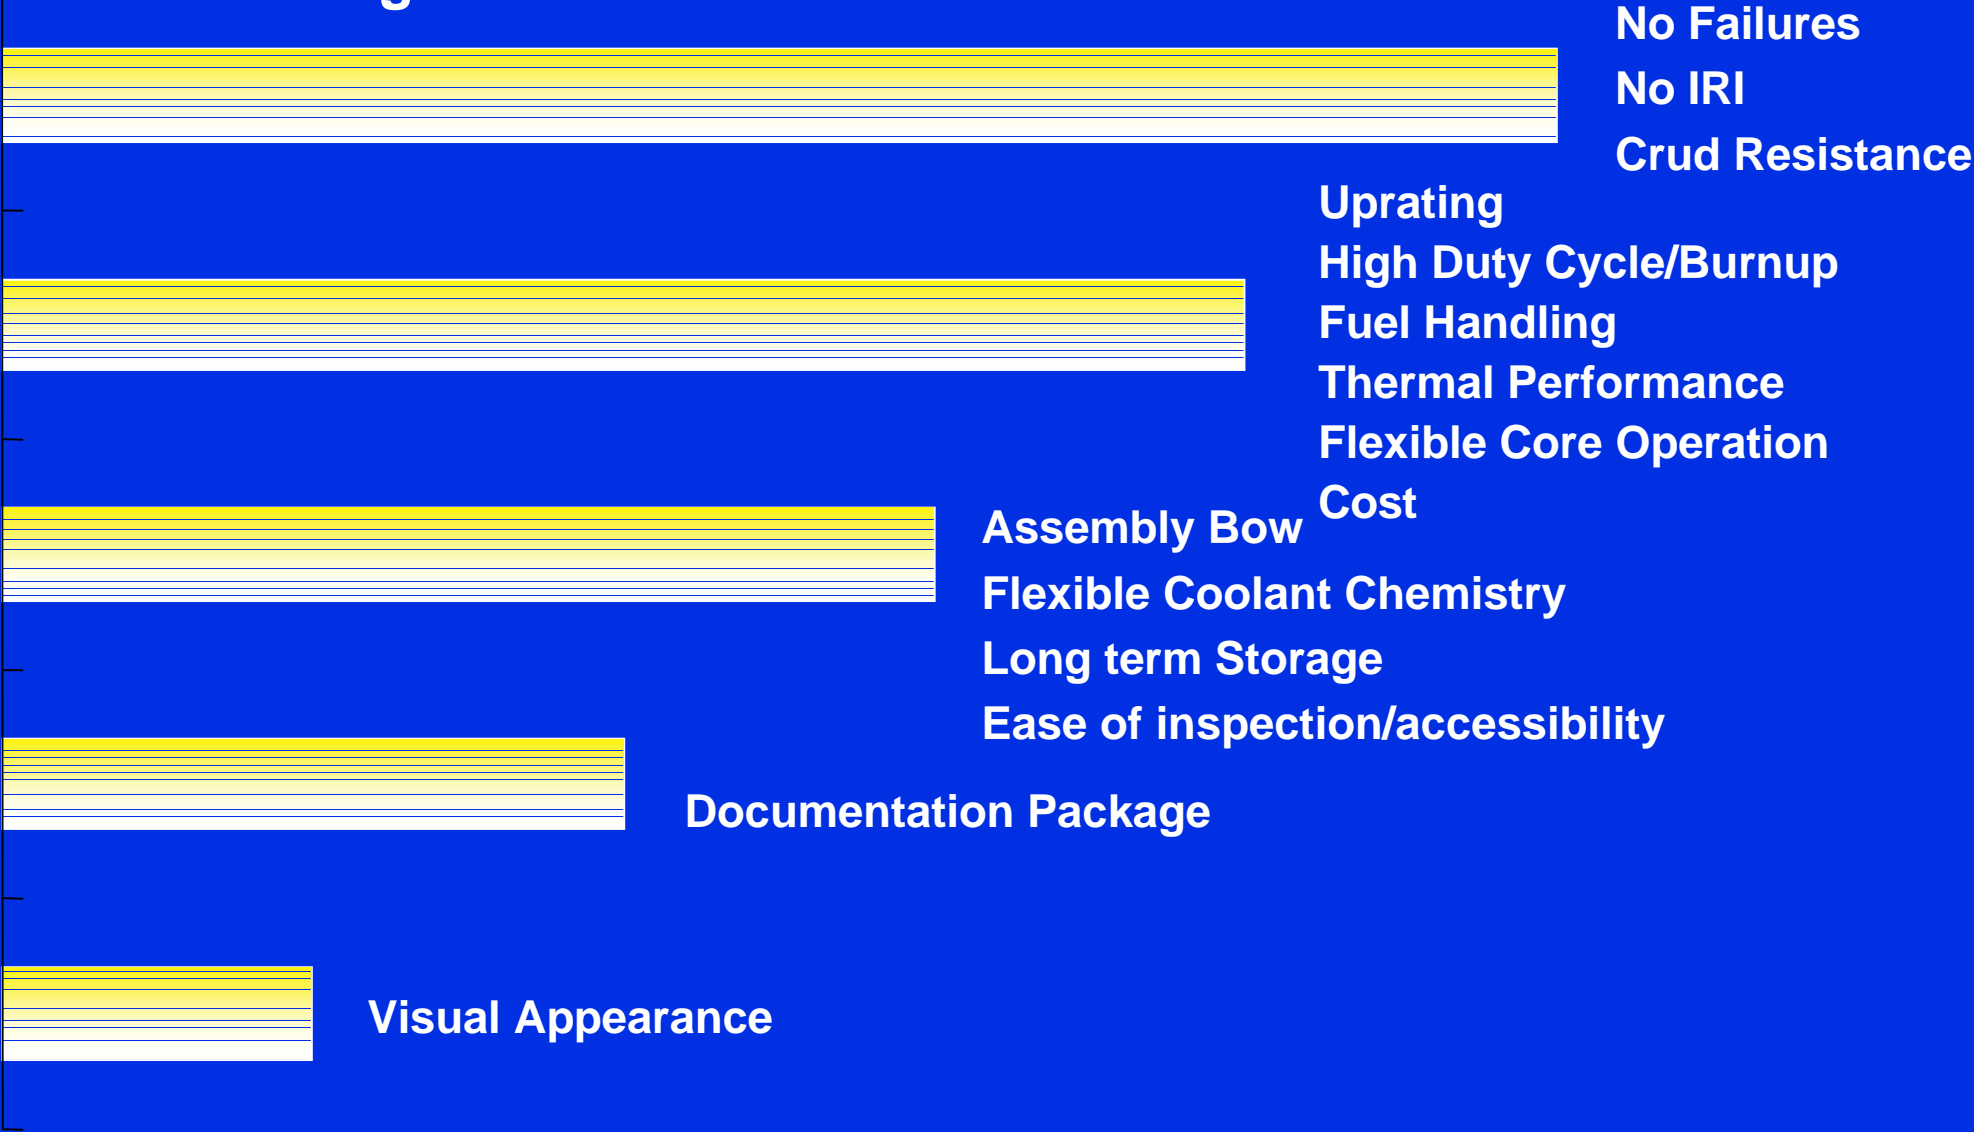 No Failures
No IRI
Crud Resistance
Uprating
High Duty Cycle/Burnup
Fuel Handling
Thermal Performance
Flexible Core Operation
Cost
Assembly Bow
Flexible Coolant Chemistry
Long term Storage
Ease of inspection/accessibility
Documentation Package
Visual Appearance